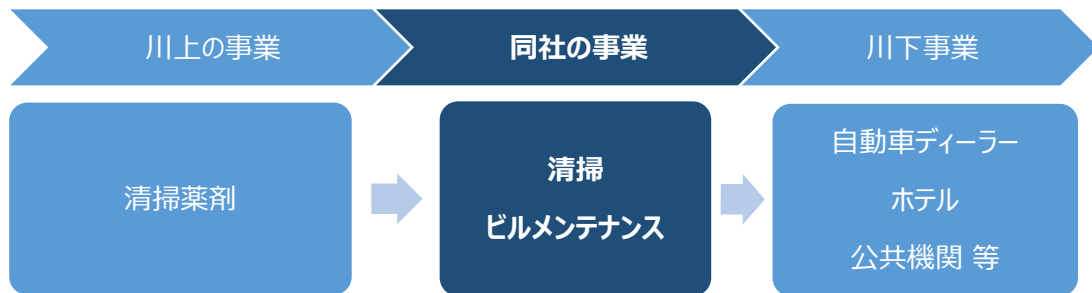 川上の事業
同社の事業
川下事業
清掃薬剤
清掃
ビルメンテナンス
自動車ディーラー
ホテル
公共機関 等